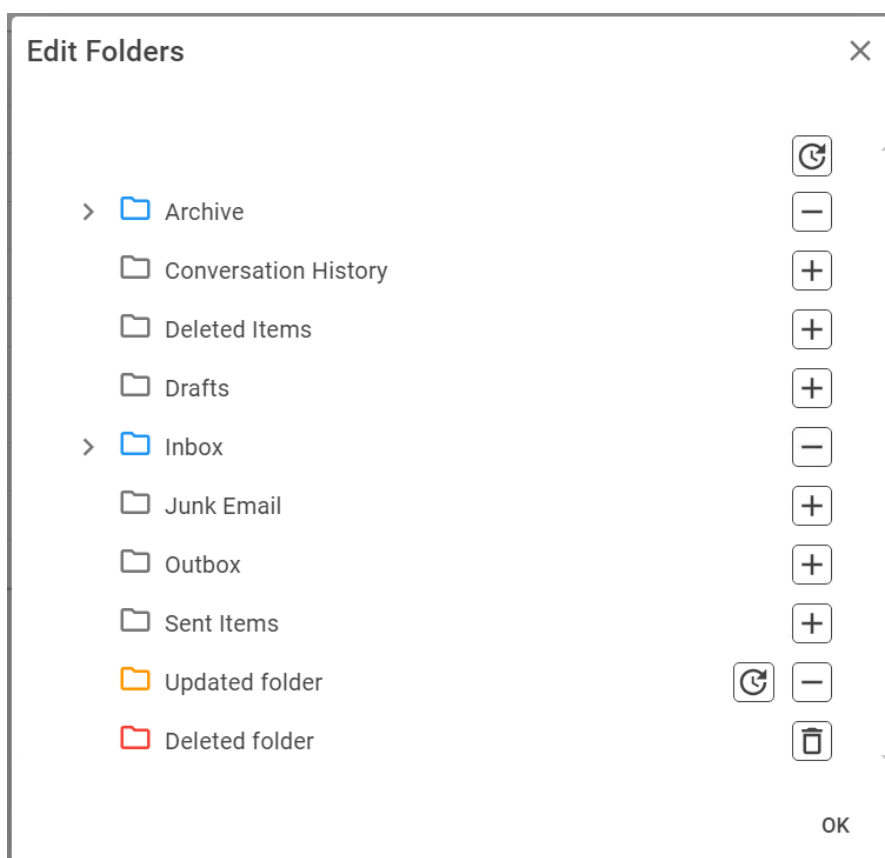 Edit Folders
Archive
Conversation History
Deleted Items
Drafts
Inbox
Junk Email
Outbox
Sent Items
Updated folder
Deleted folder
OK